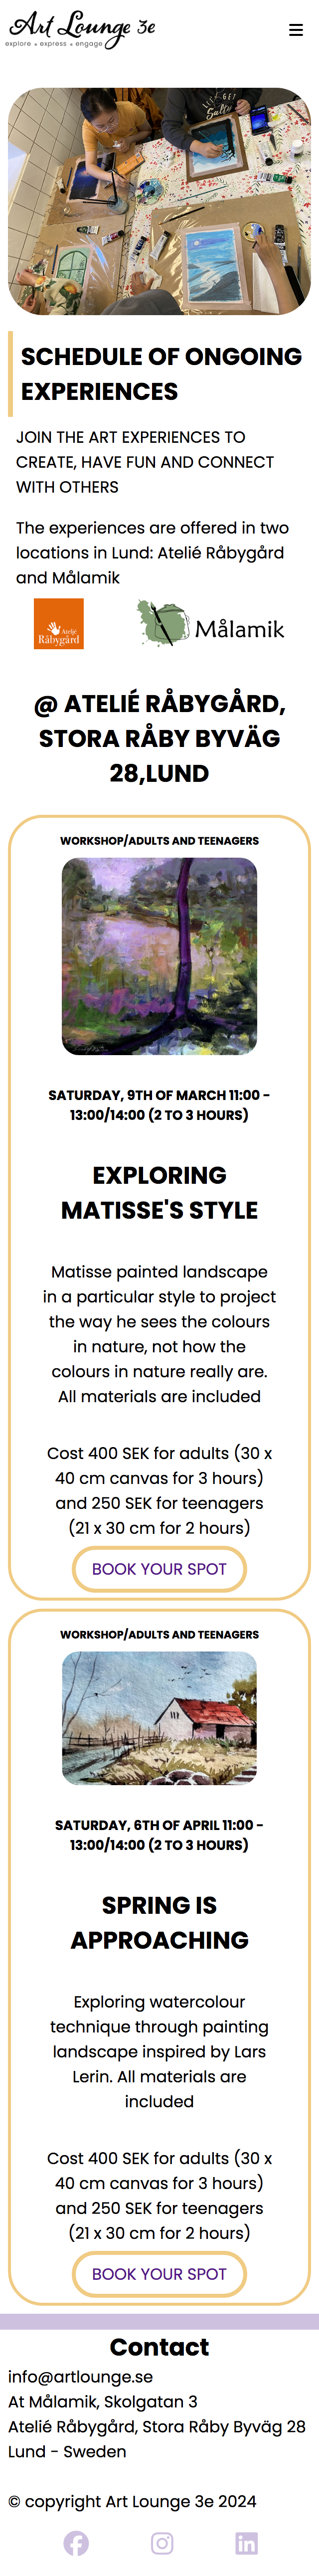 Art Lounge 3e
explore • express • engage
SCHEDULE OF ONGOING
EXPERIENCES
JOIN THE ART EXPERIENCES TO
CREATE, HAVE FUN AND CONNECT
WITH OTHERS
The experiences are offered in two
locations in Lund: Atelié Råbygård
and Målamik
Ateljé
Råbygård
Målamik
@ ATELIÉ RÅBYGÅRD,
STORA RÅBY BYVÄG
28,LUND
WORKSHOP/ADULTS AND TEENAGERS
SATURDAY, 9TH OF MARCH 11:00 -
13:00/14:00 (2 TO 3 HOURS)
EXPLORING
MATISSE'S STYLE
Matisse painted landscape
in a particular style to project
the way he sees the colours
in nature, not how the
colours in nature really are.
All materials are included
Cost 400 SEK for adults (30 x
40 cm canvas for 3 hours)
and 250 SEK for teenagers
(21 x 30 cm for 2 hours)
BOOK YOUR SPOT
WORKSHOP/ADULTS AND TEENAGERS
SATURDAY, 6TH OF APRIL 11:00 -
13:00/14:00 (2 TO 3 HOURS)
SPRING IS
APPROACHING
Exploring watercolour
technique through painting
landscape inspired by Lars
Lerin. All materials are
included
Cost 400 SEK for adults (30 x
40 cm canvas for 3 hours)
and 250 SEK for teenagers
(21 x 30 cm for 2 hours)
BOOK YOUR SPOT
Contact
info@artlounge.se
At Målamik, Skolgatan 3
Atelié Råbygård, Stora Råby Byväg 28
Lund - Sweden
© copyright Art Lounge 3e 2024